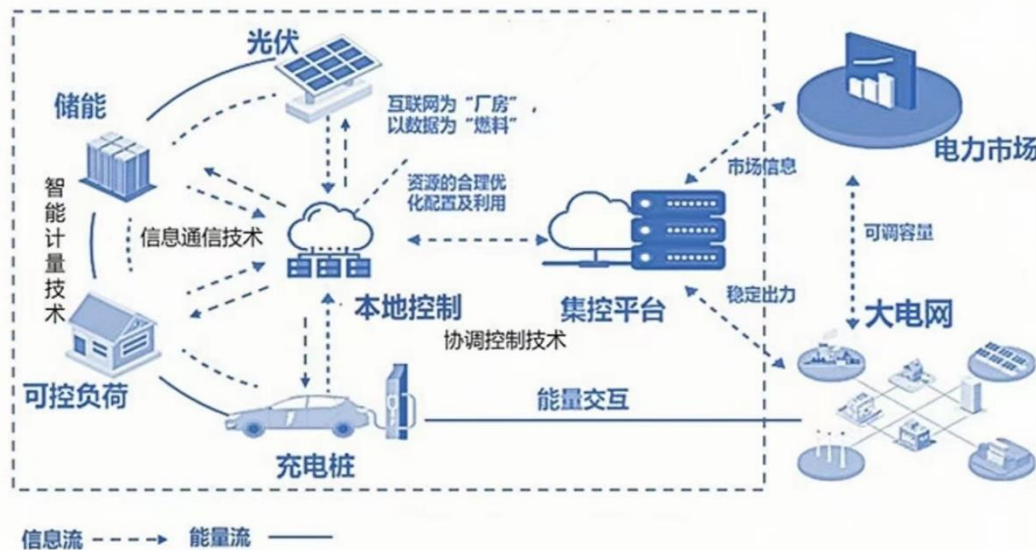 光伏
储能
互联网为“厂房”，
以数据为“燃料”
电力市场
市场信息
资源的合理优
化配置及利用
智能计量技术
信息通信技术
可调容量
本地控制
集控平台
稳定出力
大电网
协调控制技术
可控负荷
能量交互
充电桩
信息流
能量流